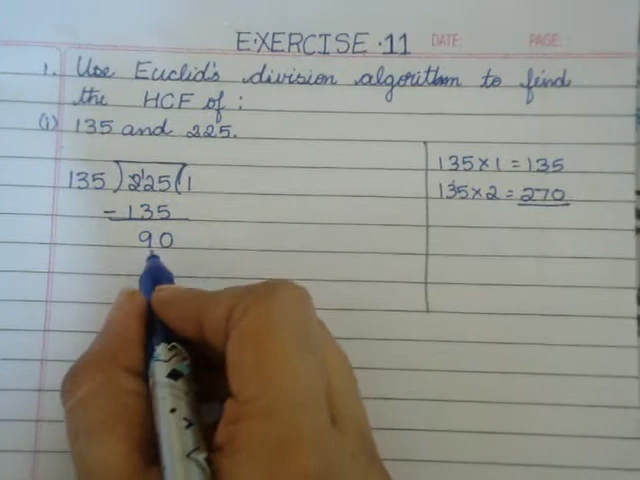 EXERCISE·11 DATE: PAGE:
1. Use Euclid's division algorithm to find
the HCF of :
(i) 135 and 225.
135 ) 225 ( 1
- 135
90
135 × 1 = 135
135 × 2 = 270